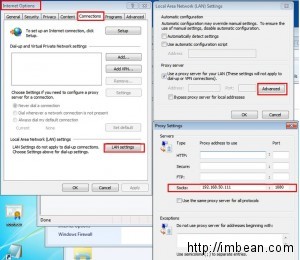 Internet Options
General Security Privacy Content Connections Programs Advanced
To set up an Internet connection, click Setup.
Setup
Dial-up and Virtual Private Network settings
Add...
Add VPN...
Remove...
Choose Settings if you need to configure a proxy server for a connection.
Settings
Never dial a connection
Dial whenever a network connection is not present
Always dial my default connection
Current
None
Set default
Local Area Network (LAN) settings
LAN Settings do not apply to dial-up connections. Choose Settings above for dial-up settings.
LAN settings
OK
Cancel
Apply
Done
Windows Firewall
Local Area Network (LAN) Settings
Automatic configuration
Automatic configuration may override manual settings. To ensure the use of manual settings, disable automatic configuration.
Automatically detect settings
Use automatic configuration script
Address
Proxy server
Use a proxy server for your LAN (These settings will not apply to dial-up or VPN connections).
Advanced
Bypass proxy server for local addresses
OK
Cancel
Proxy Settings
Servers
Type
Proxy address to use
Port
HTTP:
Secure:
FTP:
Socks:
192.168.50.111
: 1080
Use the same proxy server for all protocols
Exceptions
Do not use proxy server for addresses beginning with:
Use semicolons (;) to separate entries.
http://imbean.com